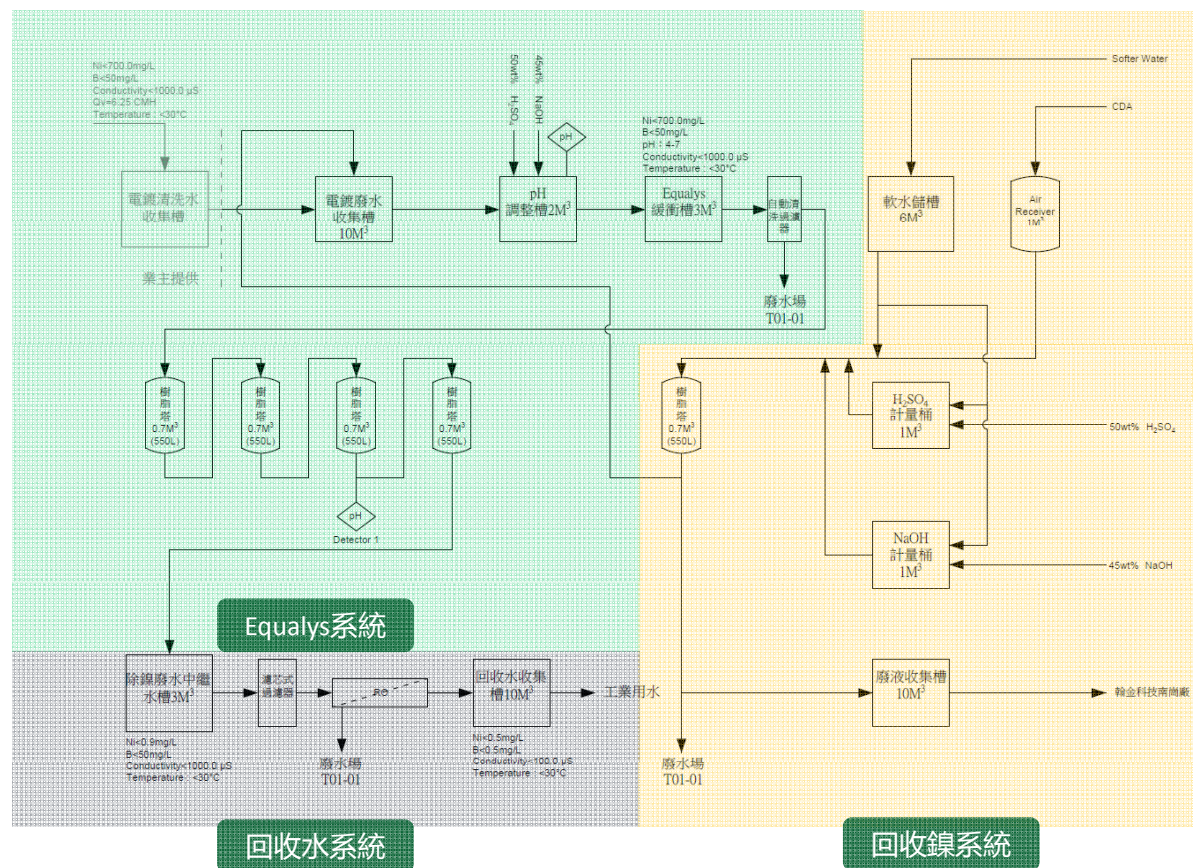 Ni<700.0mg/L
B<50mg/L
Conductivity<1000.0 µS
Qv=6.25 CMH
Temperature : <30°C
電鍍清洗水
收集槽
業主提供
電鍍廢水
收集槽
10M³
50wt% H₂SO₄
45wt% NaOH
pH
pH
調整槽2M³
Ni<700.0mg/L
B<50mg/L
pH：4-7
Conductivity<1000.0 µS
Temperature : <30°C
Equalys
緩衝槽3M³
自動清
洗過濾
器
廢水場
T01-01
Softer Water
CDA
軟水儲槽
6M³
Air
Receiver
1M³
樹
脂
塔
0.7M³
(550L)
樹
脂
塔
0.7M³
(550L)
樹
脂
塔
0.7M³
(550L)
樹
脂
塔
0.7M³
(550L)
樹
脂
塔
0.7M³
(550L)
H₂SO₄
計量桶
1M³
50wt% H₂SO₄
pH
Detector 1
NaOH
計量桶
1M³
45wt% NaOH
Equalys系統
除鎳廢水中繼
水槽3M³
濾芯式
過濾器
RO
回收水收集
槽10M³
工業用水
廢液收集槽
10M³
翰金科技南崗廠
Ni<0.9mg/L
B<50mg/L
Conductivity<1000.0 µS
Temperature : <30°C
廢水場
T01-01
Ni<0.5mg/L
B<0.5mg/L
Conductivity<100.0 µS
Temperature : <30°C
廢水場
T01-01
回收水系統
回收鎳系統